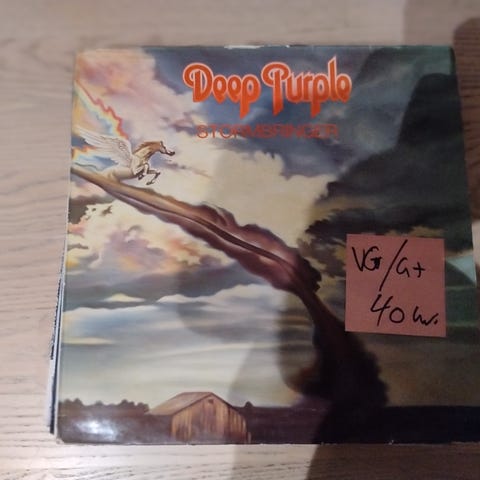 Deep Purple
STORMBRINGER
VG/G+
40 kr.